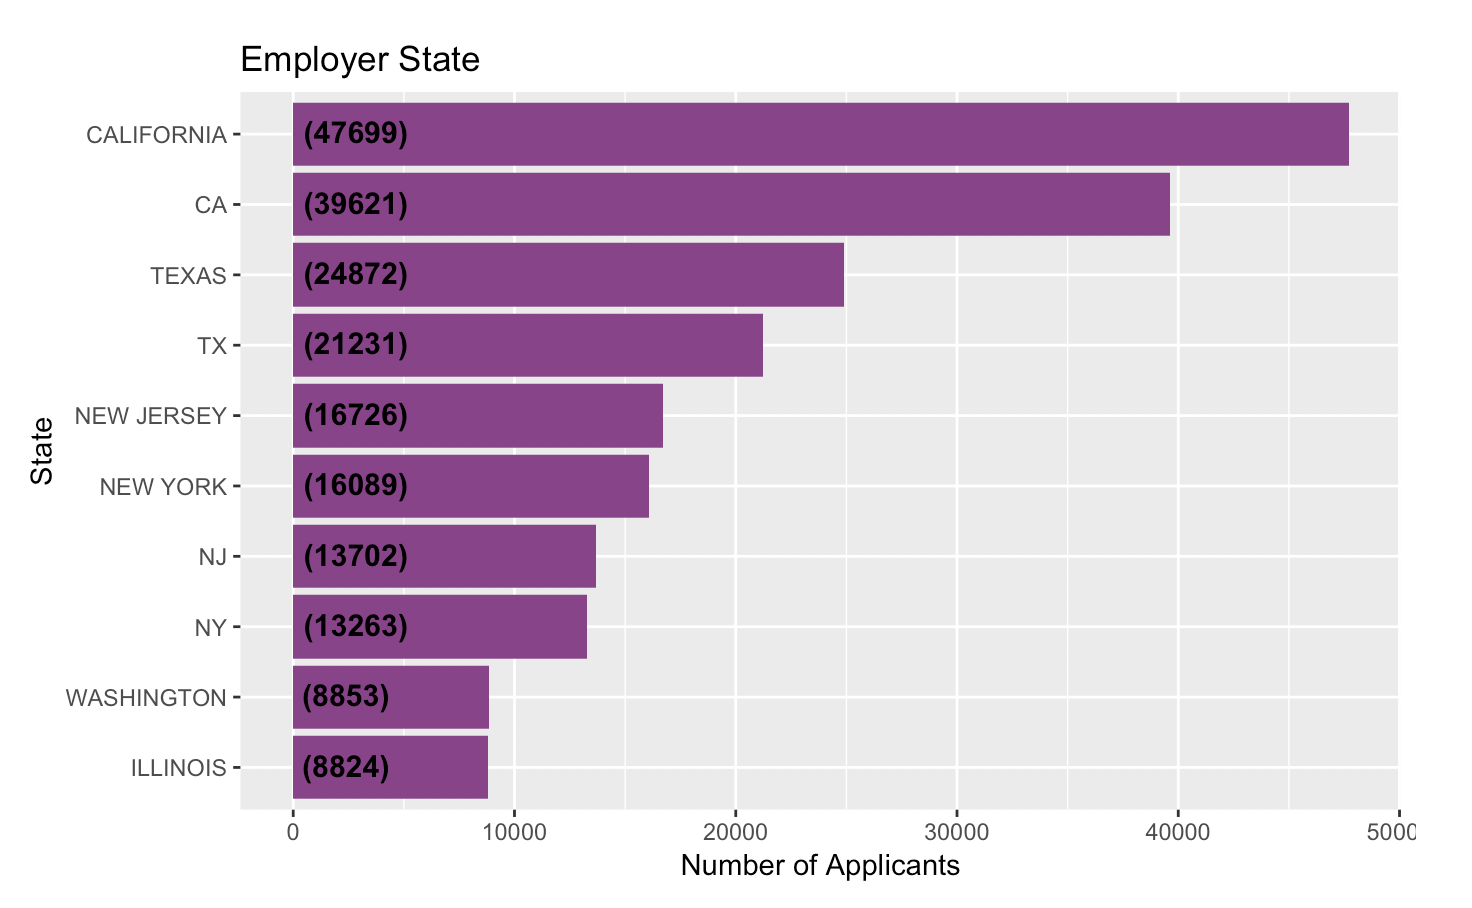 Employer State
CALIFORNIA (47699)
CA (39621)
TEXAS (24872)
TX (21231)
NEW JERSEY (16726)
NEW YORK (16089)
NJ (13702)
NY (13263)
WASHINGTON (8853)
ILLINOIS (8824)
State
0 10000 20000 30000 40000 5000
Number of Applicants